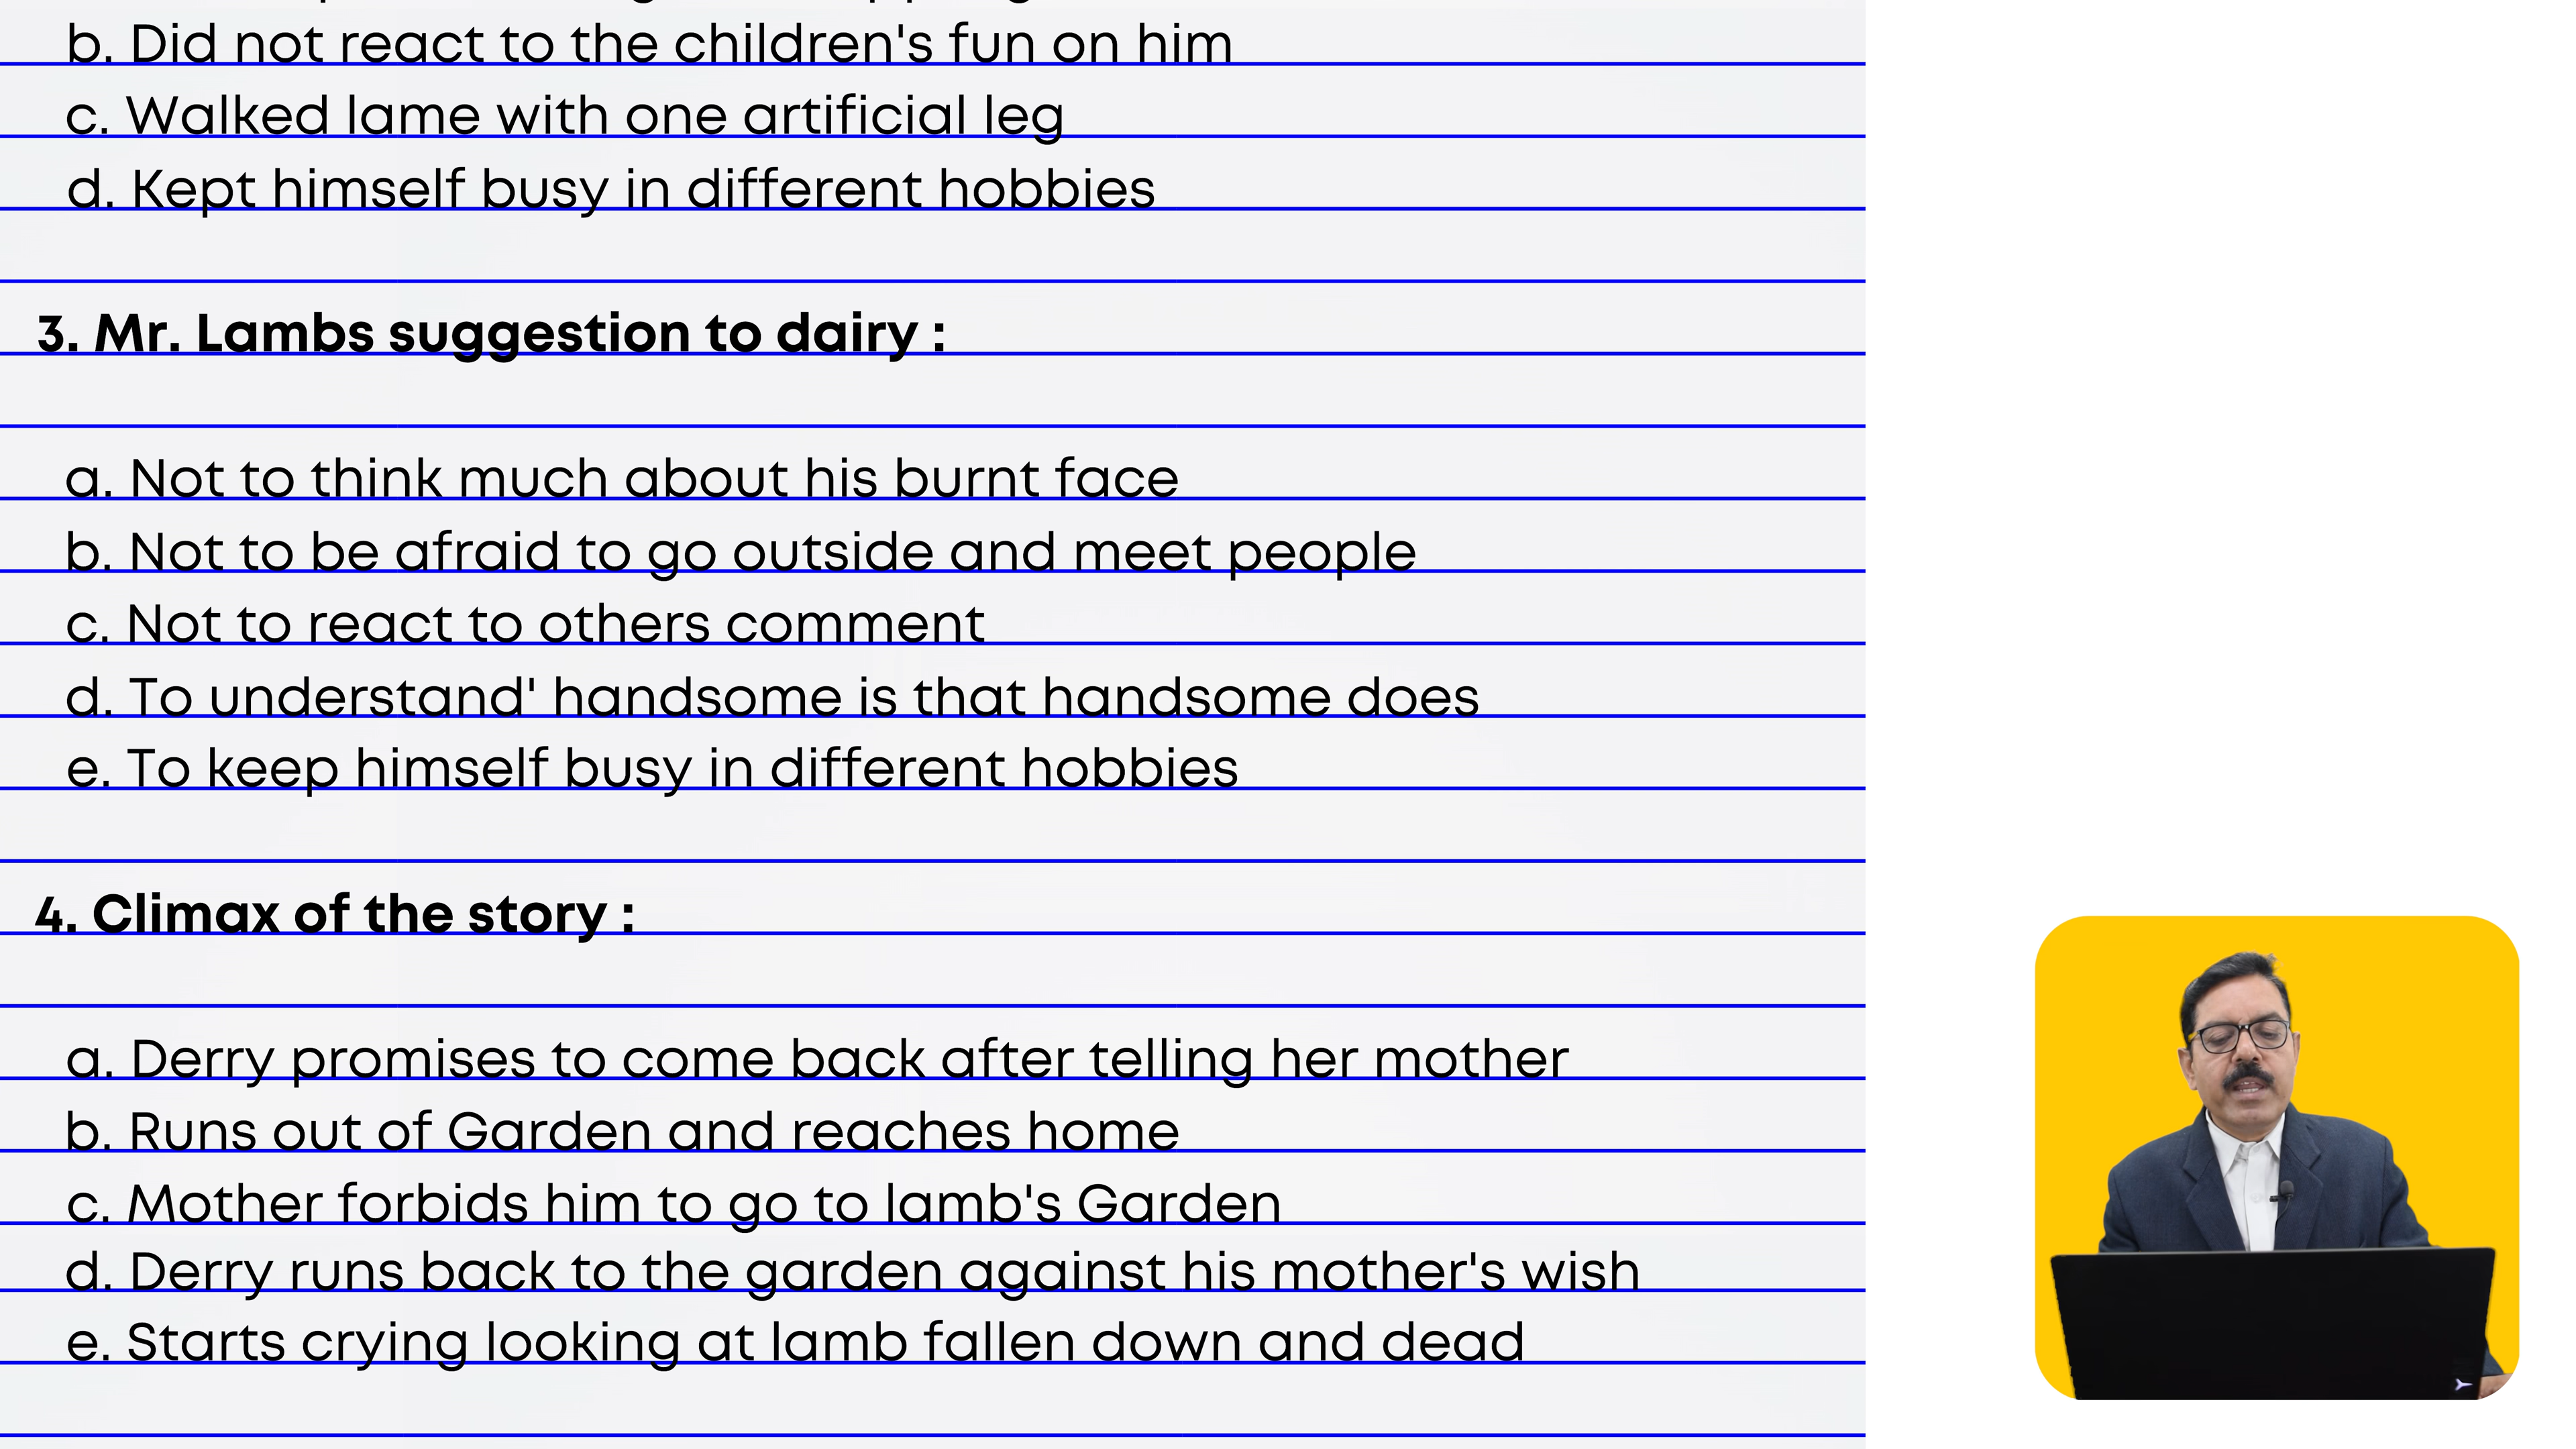 b. Did not react to the children's fun on him
c. Walked lame with one artificial leg
d. Kept himself busy in different hobbies
3. Mr. Lambs suggestion to dairy :
a. Not to think much about his burnt face
b. Not to be afraid to go outside and meet people
c. Not to react to others comment
d. To understand' handsome is that handsome does
e. To keep himself busy in different hobbies
4. Climax of the story :
a. Derry promises to come back after telling her mother
b. Runs out of Garden and reaches home
c. Mother forbids him to go to lamb's Garden
d. Derry runs back to the garden against his mother's wish
e. Starts crying looking at lamb fallen down and dead